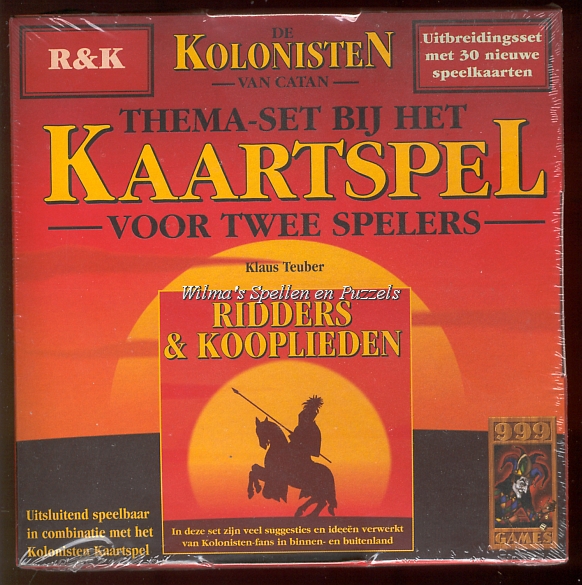 R&K
DE
KOLONISTEN
VAN CATAN
Uitbreidingsset
met 30 nieuwe
speelkaarten
THEMA-SET BIJ HET
KAARTSPEL
VOOR TWEE SPELERS
Klaus Teuber
Wilma's Spellen en Puzzels
RIDDERS
& KOOPLIEDEN
999
GAMES
Uitsluitend speelbaar
in combinatie met het
Kolonisten Kaartspel
In deze set zijn veel suggesties en ideeën verwerkt
van Kolonisten-fans in binnen- en buitenland